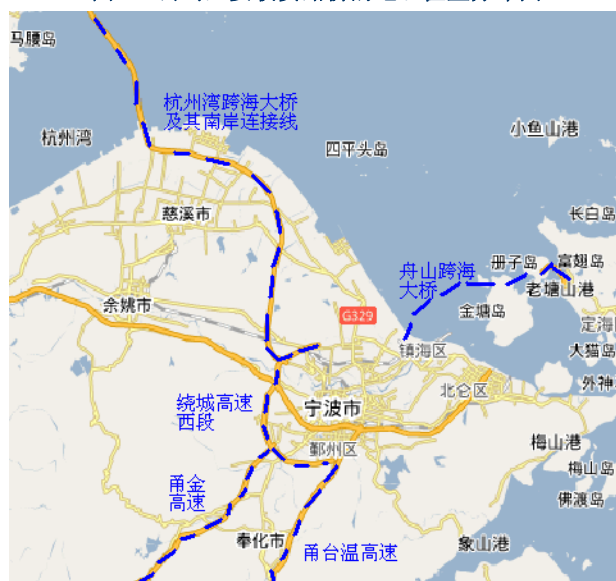 马腰岛
杭州湾跨海大桥
及其南岸连接线
杭州湾
四平头岛
小鱼山港
长白岛
慈溪市
舟山跨海
大桥
册子岛
富翅岛
老塘山港
余姚市
金塘岛
G329
定海
镇海区
大猫岛
北仑区
外神
绕城高速
西段
宁波市
鄞州区
梅山港
梅山岛
甬金
高速
佛渡岛
奉化市
甬台温高速
象山港